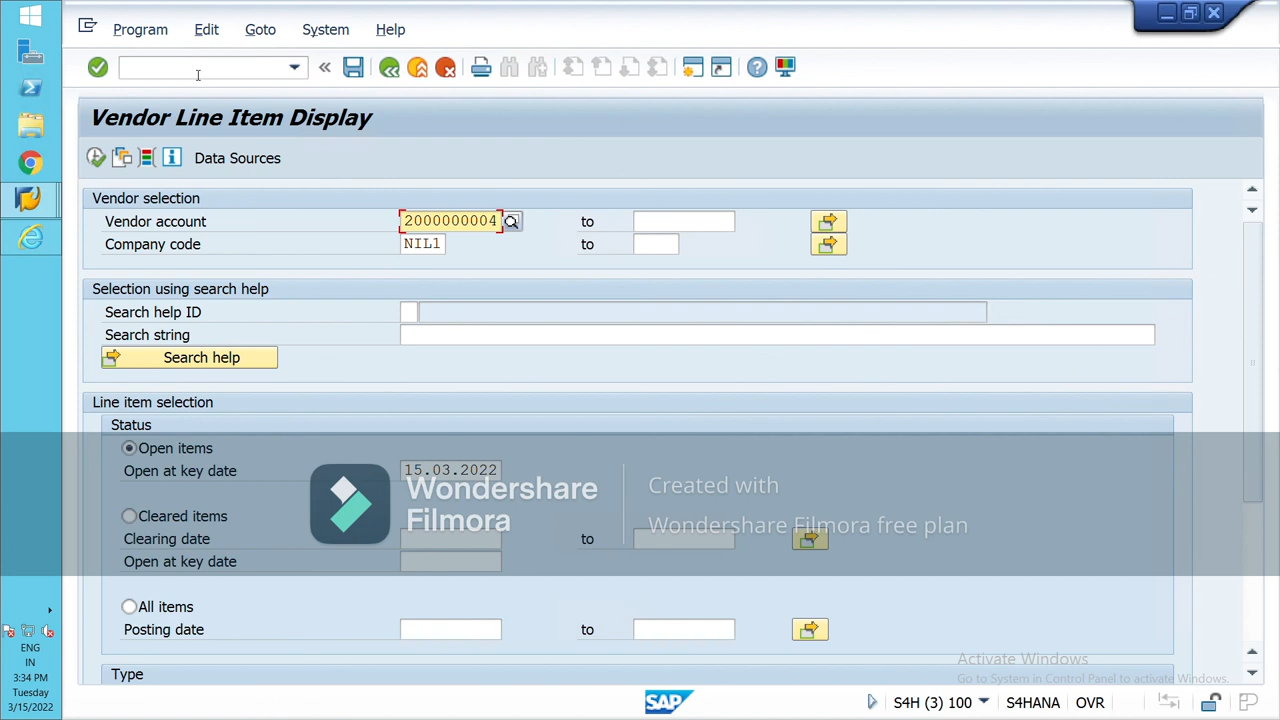 Program Edit Goto System Help
Vendor Line Item Display
Data Sources
Vendor selection
Vendor account 2000000004 to
Company code NIL1 to
Selection using search help
Search help ID
Search string
Search help
Line item selection
Status
Open items
Open at key date 15.03.2022
Wondershare Filmora
Created with
Wondershare Filmora free plan
Cleared items
Clearing date to
Open at key date
All items
Posting date to
Type
Activate Windows
Go to System in Control Panel to activate Windows.
ENG
IN
3:34 PM
Tuesday
3/15/2022
SAP
S4H (3) 100 S4HANA OVR